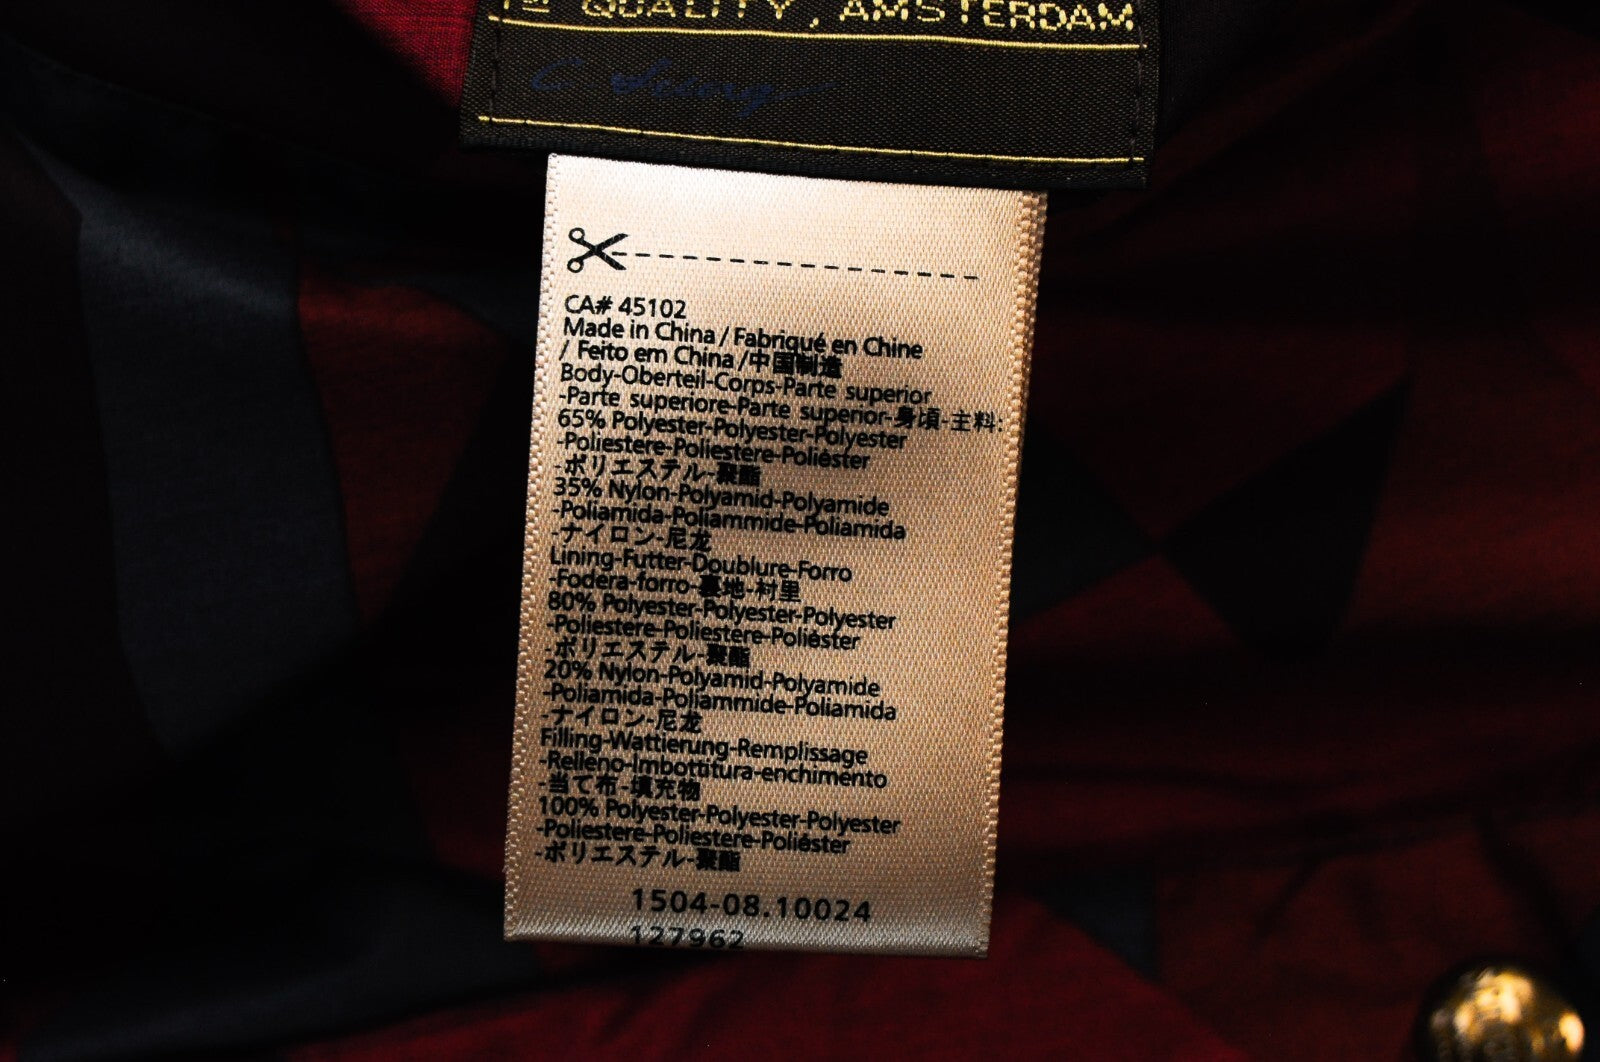 1ST QUALITY, AMSTERDAM
CA# 45102
Made in China / Fabriqué en Chine
/ Feito em China /中国制造
Body-Oberteil-Corps-Parte superior
-Parte superiore-Parte superior-身頃-主料:
65% Polyester-Polyester-Polyester
-Poliestere-Poliestere-Poliéster
-ポリエステル-聚酯
35% Nylon-Polyamid-Polyamide
-Poliamida-Poliammide-Poliamida
-ナイロン-尼龙
Lining-Futter-Doublure-Forro
-Fodera-forro-裏地-村里
80% Polyester-Polyester-Polyester
-Poliestere-Poliestere-Poliéster
-ポリエステル-聚酯
20% Nylon-Polyamid-Polyamide
-Poliamida-Poliammide-Poliamida
-ナイロン-尼龙
Filling-Wattierung-Remplissage
-Relleno-Imbottitura-enchimento
-当て布-填充物
100% Polyester-Polyester-Polyester
-Poliestere-Poliestere-Poliéster
-ポリエステル-聚酯
1504-08.10024
127962